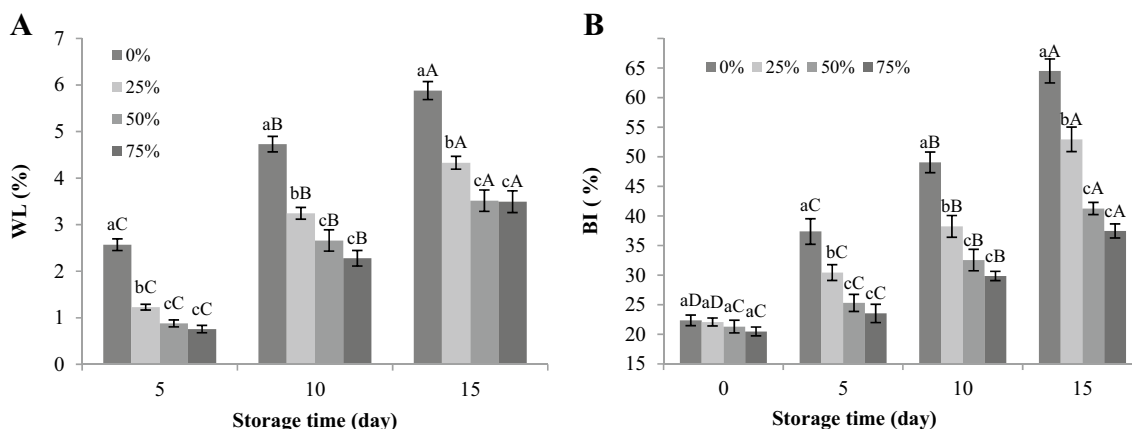 A
WL (%)
7
6
5
4
3
2
1
0
0%
25%
50%
75%
aC
bC
cC
cC
aB
bB
cB
cB
aA
bA
cA
cA
5
10
15
Storage time (day)
B
BI ( %)
65
60
55
50
45
40
35
30
25
20
15
0% 25% 50% 75%
aD aD aC aC
aC
bC
cC cC
aB
bB
cB
cB
aA
bA
cA
cA
0
5
10
15
Storage time (day)